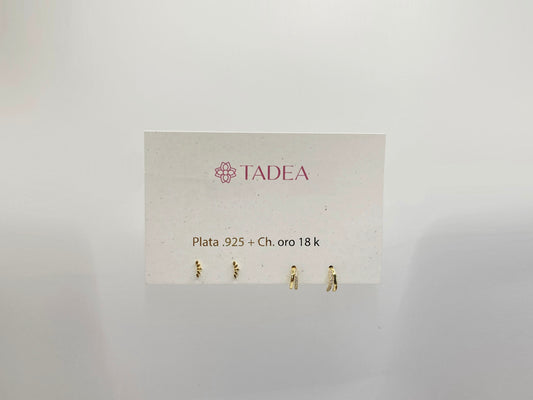 TADEA
Plata .925 + Ch. oro 18 k